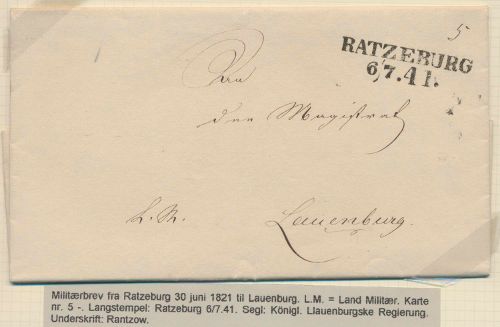 5
RATZEBURG
6/7.41.
An
den Magistrat
L. M.
Lauenburg.
Militærbrev fra Ratzeburg 30 juni 1821 til Lauenburg. L.M. = Land Militær. Karte
nr. 5 -. Langstempel: Ratzeburg 6/7.41. Segl: Königl. Llauenburgske Regierung.
Underskrift: Rantzow.